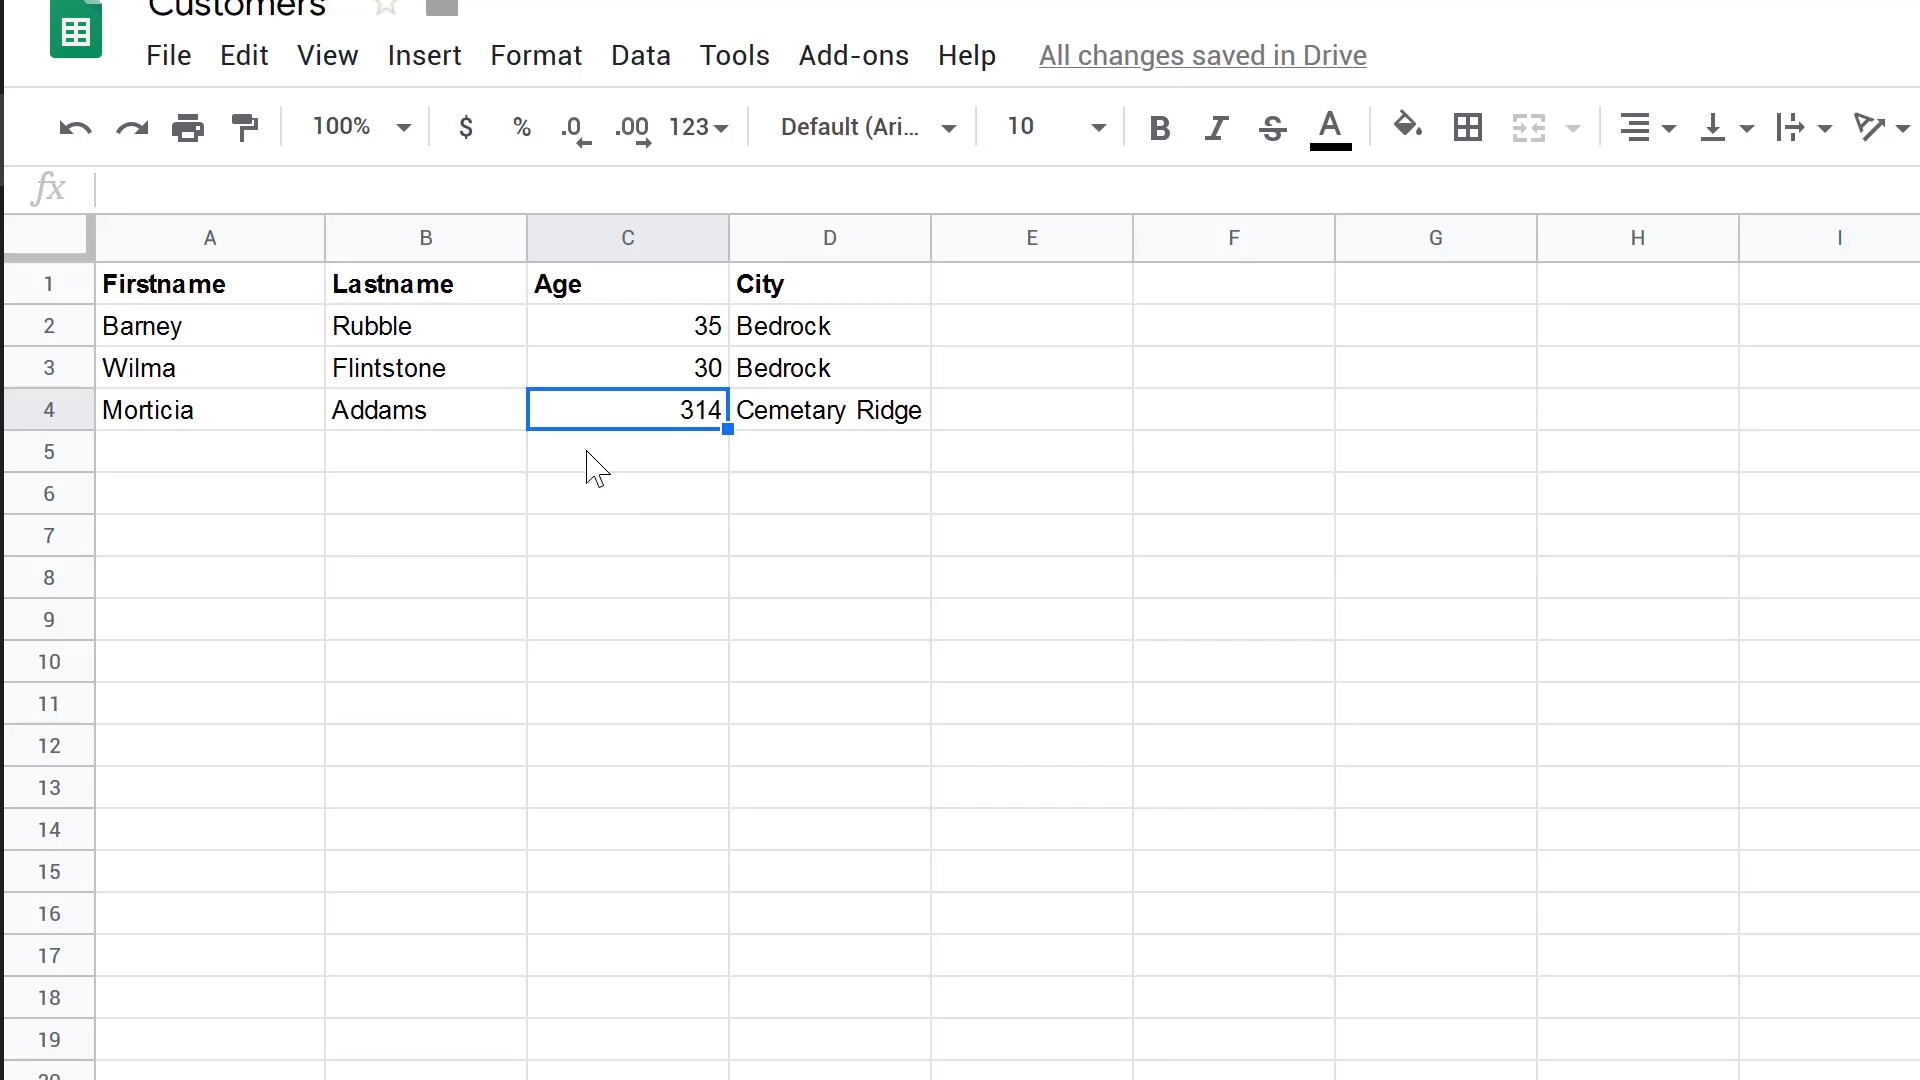 Customers
File Edit View Insert Format Data Tools Add-ons Help All changes saved in Drive
100% $ % .0 .00 123 Default (Ari... 10 B I S A
fx
A B C D E F G H I
1 Firstname Lastname Age City
2 Barney Rubble 35 Bedrock
3 Wilma Flintstone 30 Bedrock
4 Morticia Addams 314 Cemetary Ridge
5
6
7
8
9
10
11
12
13
14
15
16
17
18
19
20